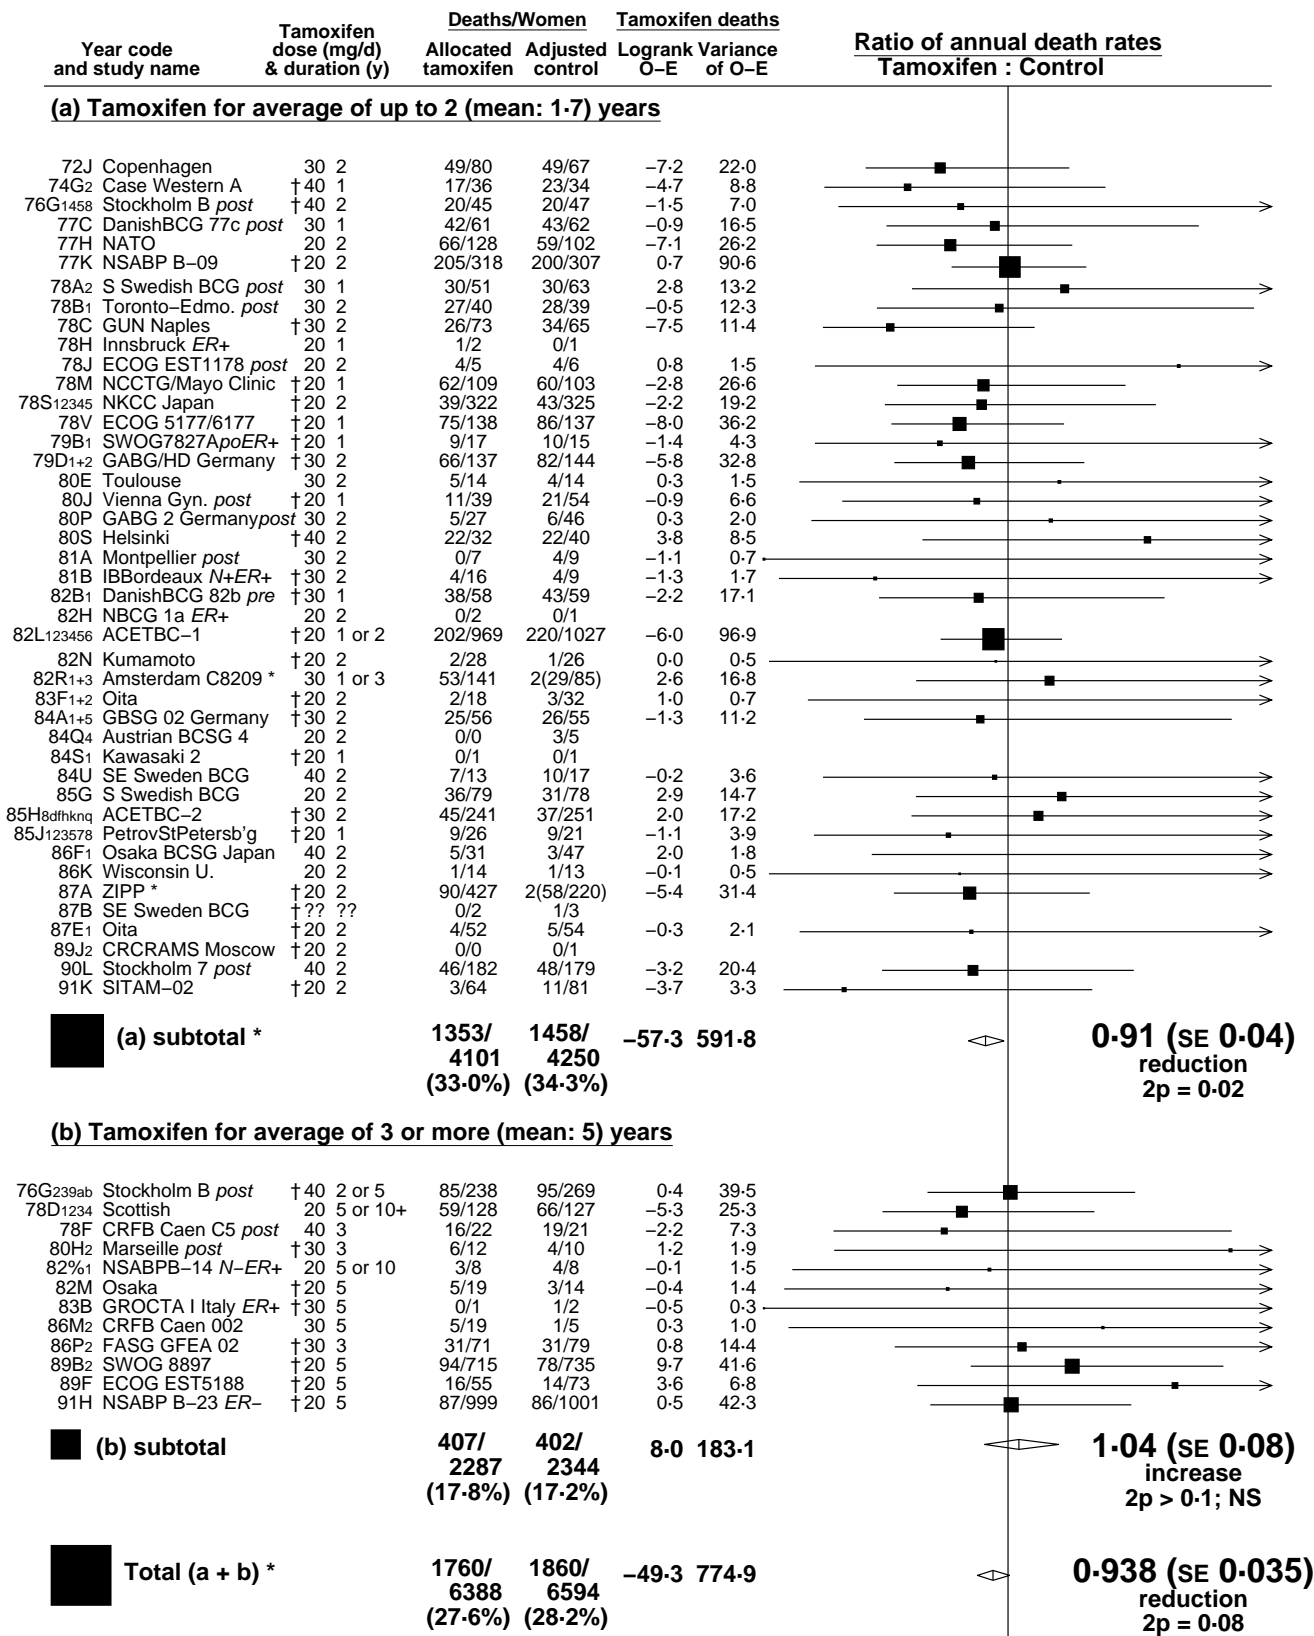 Year code and study name | Tamoxifen dose (mg/d) & duration (y) | Deaths/Women: Allocated tamoxifen | Adjusted control | Tamoxifen deaths: Logrank O−E | Variance of O−E | Ratio of annual death rates Tamoxifen : Control
(a) Tamoxifen for average of up to 2 (mean: 1·7) years
72J Copenhagen 30 2 49/80 49/67 −7·2 22·0
74G2 Case Western A †40 1 17/36 23/34 −4·7 8·8
76G1458 Stockholm B post †40 2 20/45 20/47 −1·5 7·0
77C DanishBCG 77c post 30 1 42/61 43/62 −0·9 16·5
77H NATO 20 2 66/128 59/102 −7·1 26·2
77K NSABP B−09 †20 2 205/318 200/307 0·7 90·6
78A2 S Swedish BCG post 30 1 30/51 30/63 2·8 13·2
78B1 Toronto−Edmo. post 30 2 27/40 28/39 −0·5 12·3
78C GUN Naples †30 2 26/73 34/65 −7·5 11·4
78H Innsbruck ER+ 20 1 1/2 0/1
78J ECOG EST1178 post 20 2 4/5 4/6 0·8 1·5
78M NCCTG/Mayo Clinic †20 1 62/109 60/103 −2·8 26·6
78S12345 NKCC Japan †20 2 39/322 43/325 −2·2 19·2
78V ECOG 5177/6177 †20 1 75/138 86/137 −8·0 36·2
79B1 SWOG7827ApoER+ †20 1 9/17 10/15 −1·4 4·3
79D1+2 GABG/HD Germany †30 2 66/137 82/144 −5·8 32·8
80E Toulouse 30 2 5/14 4/14 0·3 1·5
80J Vienna Gyn. post †20 1 11/39 21/54 −0·9 6·6
80P GABG 2 Germanypost 30 2 5/27 6/46 0·3 2·0
80S Helsinki †40 2 22/32 22/40 3·8 8·5
81A Montpellier post 30 2 0/7 4/9 −1·1 0·7
81B IBBordeaux N+ER+ †30 2 4/16 4/9 −1·3 1·7
82B1 DanishBCG 82b pre †30 1 38/58 43/59 −2·2 17·1
82H NBCG 1a ER+ 20 2 0/2 0/1
82L123456 ACETBC−1 †20 1 or 2 202/969 220/1027 −6·0 96·9
82N Kumamoto †20 2 2/28 1/26 0·0 0·5
82R1+3 Amsterdam C8209 * 30 1 or 3 53/141 2(29/85) 2·6 16·8
83F1+2 Oita †20 2 2/18 3/32 1·0 0·7
84A1+5 GBSG 02 Germany †30 2 25/56 26/55 −1·3 11·2
84Q4 Austrian BCSG 4 20 2 0/0 3/5
84S1 Kawasaki 2 †20 1 0/1 0/1
84U SE Sweden BCG 40 2 7/13 10/17 −0·2 3·6
85G S Swedish BCG 20 2 36/79 31/78 2·9 14·7
85H8dfhknq ACETBC−2 †30 2 45/241 37/251 2·0 17·2
85J123578 PetrovStPetersb'g †20 1 9/26 9/21 −1·1 3·9
86F1 Osaka BCSG Japan 40 2 5/31 3/47 2·0 1·8
86K Wisconsin U. 20 2 1/14 1/13 −0·1 0·5
87A ZIPP * †20 2 90/427 2(58/220) −5·4 31·4
87B SE Sweden BCG †?? ?? 0/2 1/3
87E1 Oita †20 2 4/52 5/54 −0·3 2·1
89J2 CRCRAMS Moscow †20 2 0/0 0/1
90L Stockholm 7 post 40 2 46/182 48/179 −3·2 20·4
91K SITAM−02 †20 2 3/64 11/81 −3·7 3·3
(a) subtotal * 1353/4101 (33·0%) 1458/4250 (34·3%) −57·3 591·8 0·91 (SE 0·04)
reduction
2p = 0·02
(b) Tamoxifen for average of 3 or more (mean: 5) years
76G239ab Stockholm B post †40 2 or 5 85/238 95/269 0·4 39·5
78D1234 Scottish 20 5 or 10+ 59/128 66/127 −5·3 25·3
78F CRFB Caen C5 post 40 3 16/22 19/21 −2·2 7·3
80H2 Marseille post †30 3 6/12 4/10 1·2 1·9
82%1 NSABPB−14 N−ER+ 20 5 or 10 3/8 4/8 −0·1 1·5
82M Osaka †20 5 5/19 3/14 −0·4 1·4
83B GROCTA I Italy ER+ †30 5 0/1 1/2 −0·5 0·3
86M2 CRFB Caen 002 30 5 5/19 1/5 0·3 1·0
86P2 FASG GFEA 02 †30 3 31/71 31/79 0·8 14·4
89B2 SWOG 8897 †20 5 94/715 78/735 9·7 41·6
89F ECOG EST5188 †20 5 16/55 14/73 3·6 6·8
91H NSABP B−23 ER− †20 5 87/999 86/1001 0·5 42·3
(b) subtotal 407/2287 (17·8%) 402/2344 (17·2%) 8·0 183·1 1·04 (SE 0·08)
increase
2p > 0·1; NS
Total (a + b) * 1760/6388 (27·6%) 1860/6594 (28·2%) −49·3 774·9 0·938 (SE 0·035)
reduction
2p = 0·08